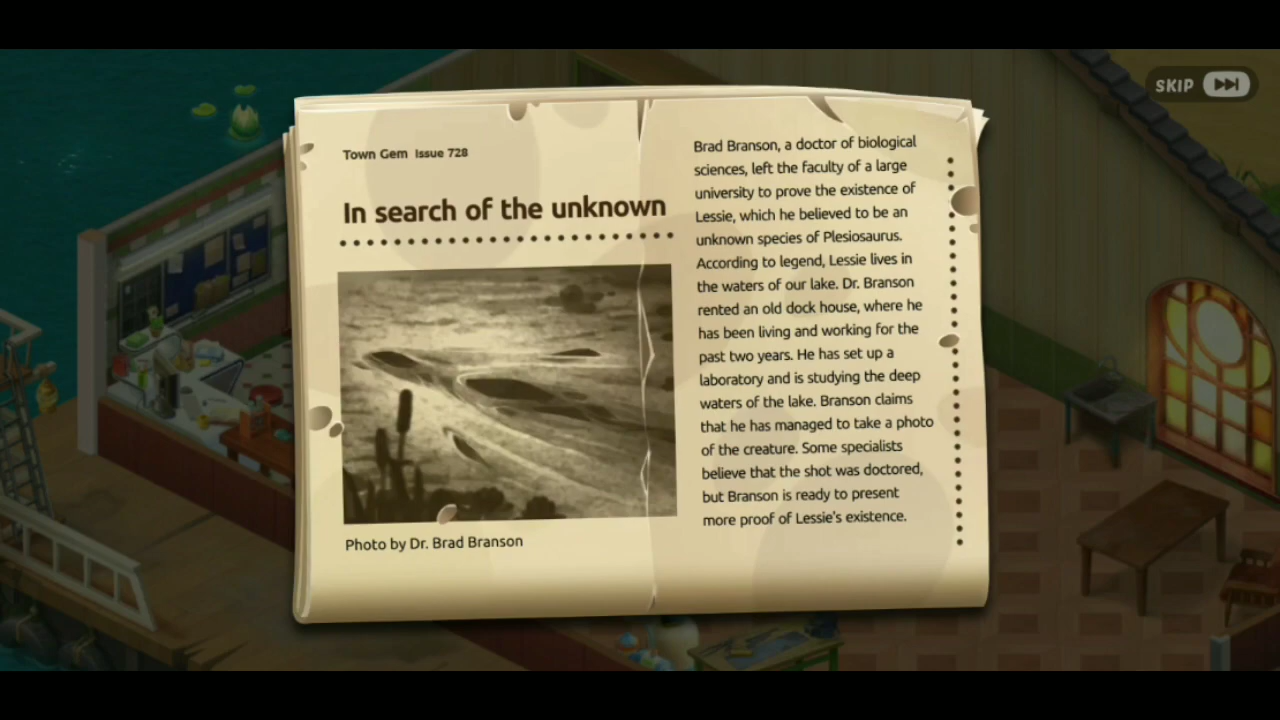 SKIP
Town Gem Issue 728
In search of the unknown
Photo by Dr. Brad Branson
Brad Branson, a doctor of biological
sciences, left the faculty of a large
university to prove the existence of
Lessie, which he believed to be an
unknown species of Plesiosaurus.
According to legend, Lessie lives in
the waters of our lake. Dr. Branson
rented an old dock house, where he
has been living and working for the
past two years. He has set up a
laboratory and is studying the deep
waters of the lake. Branson claims
that he has managed to take a photo
of the creature. Some specialists
believe that the shot was doctored,
but Branson is ready to present
more proof of Lessie's existence.